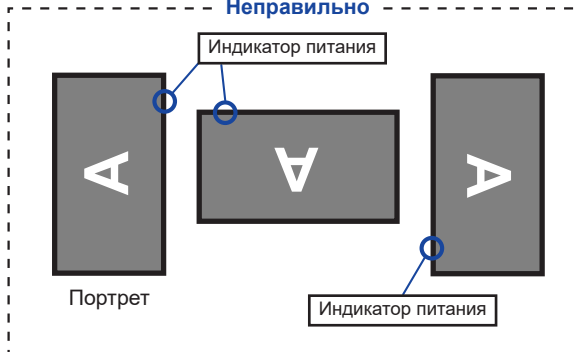 Неправильно
Индикатор питания
A
A
A
Портрет
Индикатор питания